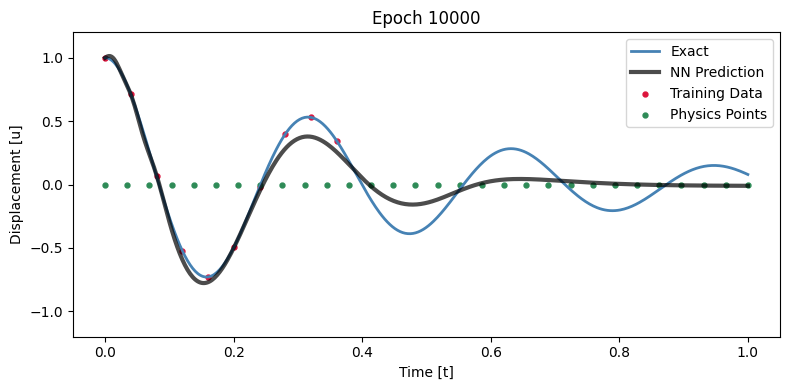 Epoch 10000
Exact
NN Prediction
Training Data
Physics Points
Displacement [u]
1.0
0.5
0.0
−0.5
−1.0
0.0 0.2 0.4 0.6 0.8 1.0
Time [t]